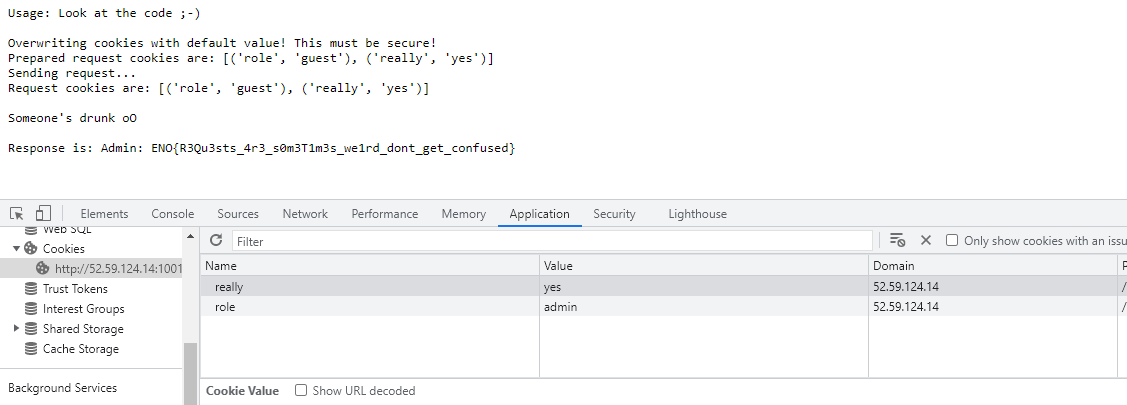 Usage: Look at the code ;-)
Overwriting cookies with default value! This must be secure!
Prepared request cookies are: [('role', 'guest'), ('really', 'yes')]
Sending request...
Request cookies are: [('role', 'guest'), ('really', 'yes')]
Someone's drunk oO
Response is: Admin: ENO{R3Qu3sts_4r3_s0m3T1m3s_we1rd_dont_get_confused}
Elements Console Sources Network Performance Memory Application Security Lighthouse
Web SQL
Cookies
http://52.59.124.14:1001
Trust Tokens
Interest Groups
Shared Storage
Cache Storage
Background Services
Filter Only show cookies with an issu
Name Value Domain P
really yes 52.59.124.14 /
role admin 52.59.124.14 /
Cookie Value Show URL decoded